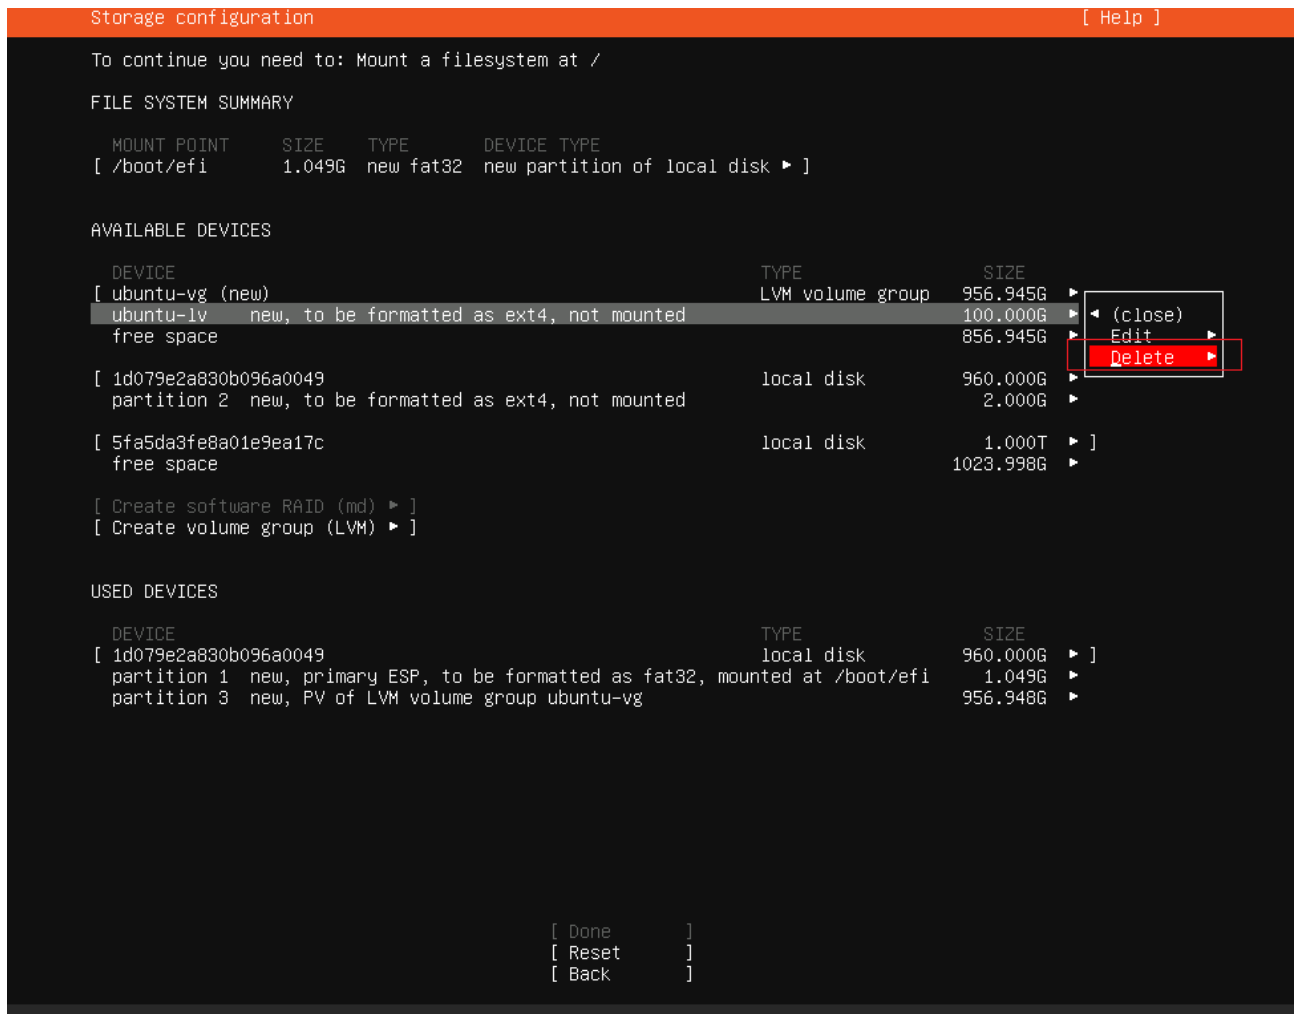 Storage configuration [ Help ]
To continue you need to: Mount a filesystem at /
FILE SYSTEM SUMMARY
MOUNT POINT SIZE TYPE DEVICE TYPE
[ /boot/efi 1.049G new fat32 new partition of local disk ▸ ]
AVAILABLE DEVICES
DEVICE TYPE SIZE
[ ubuntu-vg (new) LVM volume group 956.945G ▸
ubuntu-lv new, to be formatted as ext4, not mounted 100.000G ▸ ◂ (close)
free space 856.945G ▸ Edit ▸
Delete ▸
[ 1d079e2a830b096a0049 local disk 960.000G ▸
partition 2 new, to be formatted as ext4, not mounted 2.000G ▸
[ 5fa5da3fe8a01e9ea17c local disk 1.000T ▸ ]
free space 1023.998G ▸
[ Create software RAID (md) ▸ ]
[ Create volume group (LVM) ▸ ]
USED DEVICES
DEVICE TYPE SIZE
[ 1d079e2a830b096a0049 local disk 960.000G ▸ ]
partition 1 new, primary ESP, to be formatted as fat32, mounted at /boot/efi 1.049G ▸
partition 3 new, PV of LVM volume group ubuntu-vg 956.948G ▸
[ Done ]
[ Reset ]
[ Back ]